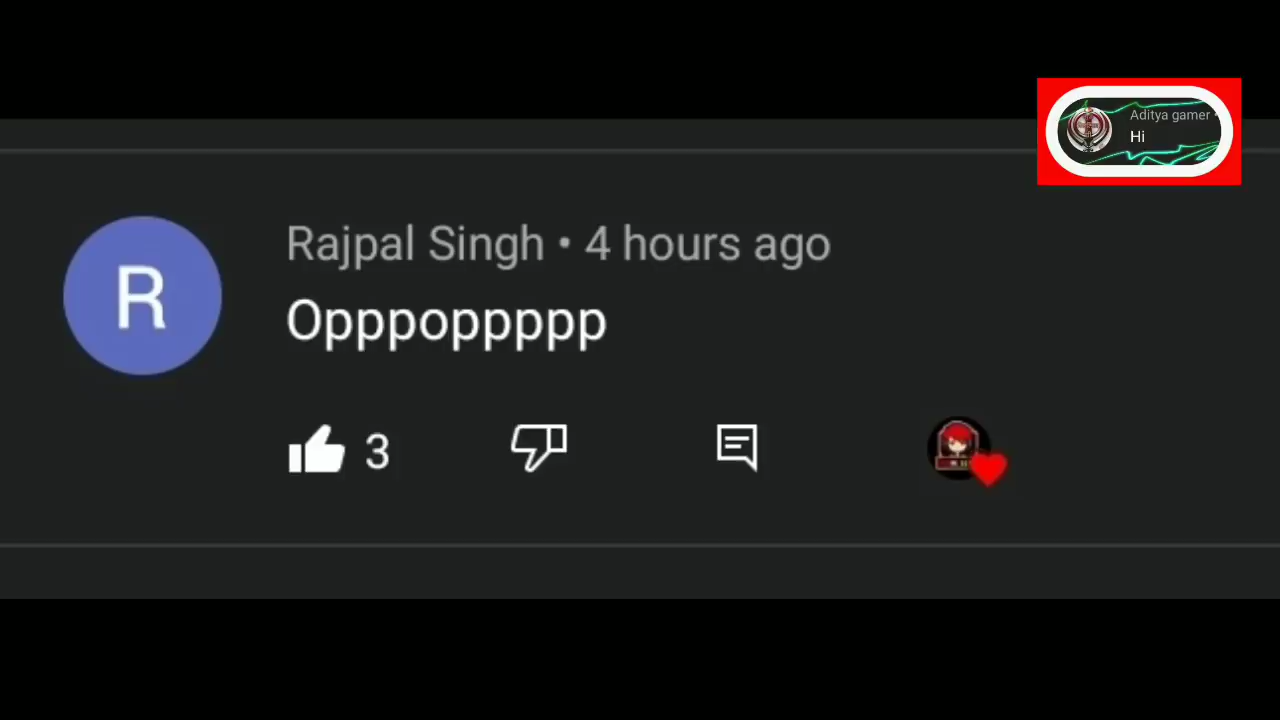 Aditya gamer •
Hi
R
Rajpal Singh • 4 hours ago
Opppoppppp
3